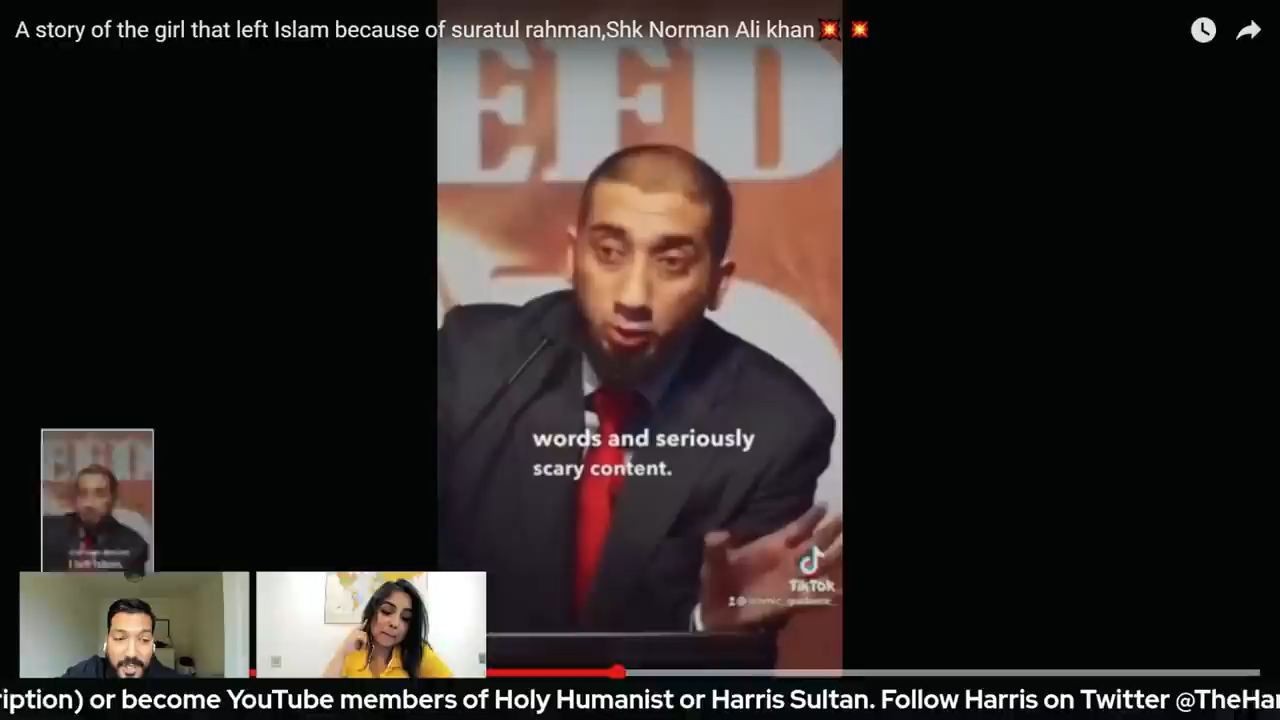 A story of the girl that left Islam because of suratul rahman,Shk Norman Ali khan💥 💥
EED
words and seriously
scary content.
TikTok
I left Islam.
ription) or become YouTube members of Holy Humanist or Harris Sultan. Follow Harris on Twitter @TheHar